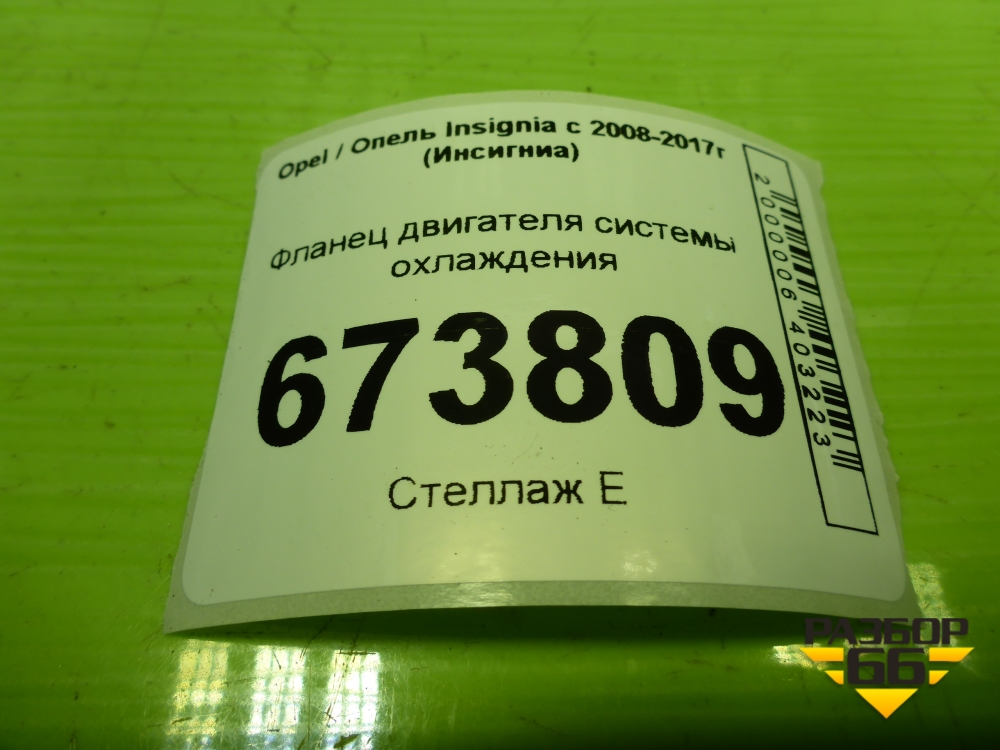 Opel / Опель Insignia с 2008-2017г
(Инсигниа)
Фланец двигателя системы
охлаждения
673809
Стеллаж Е
2000006403223
РАЗБОР
66